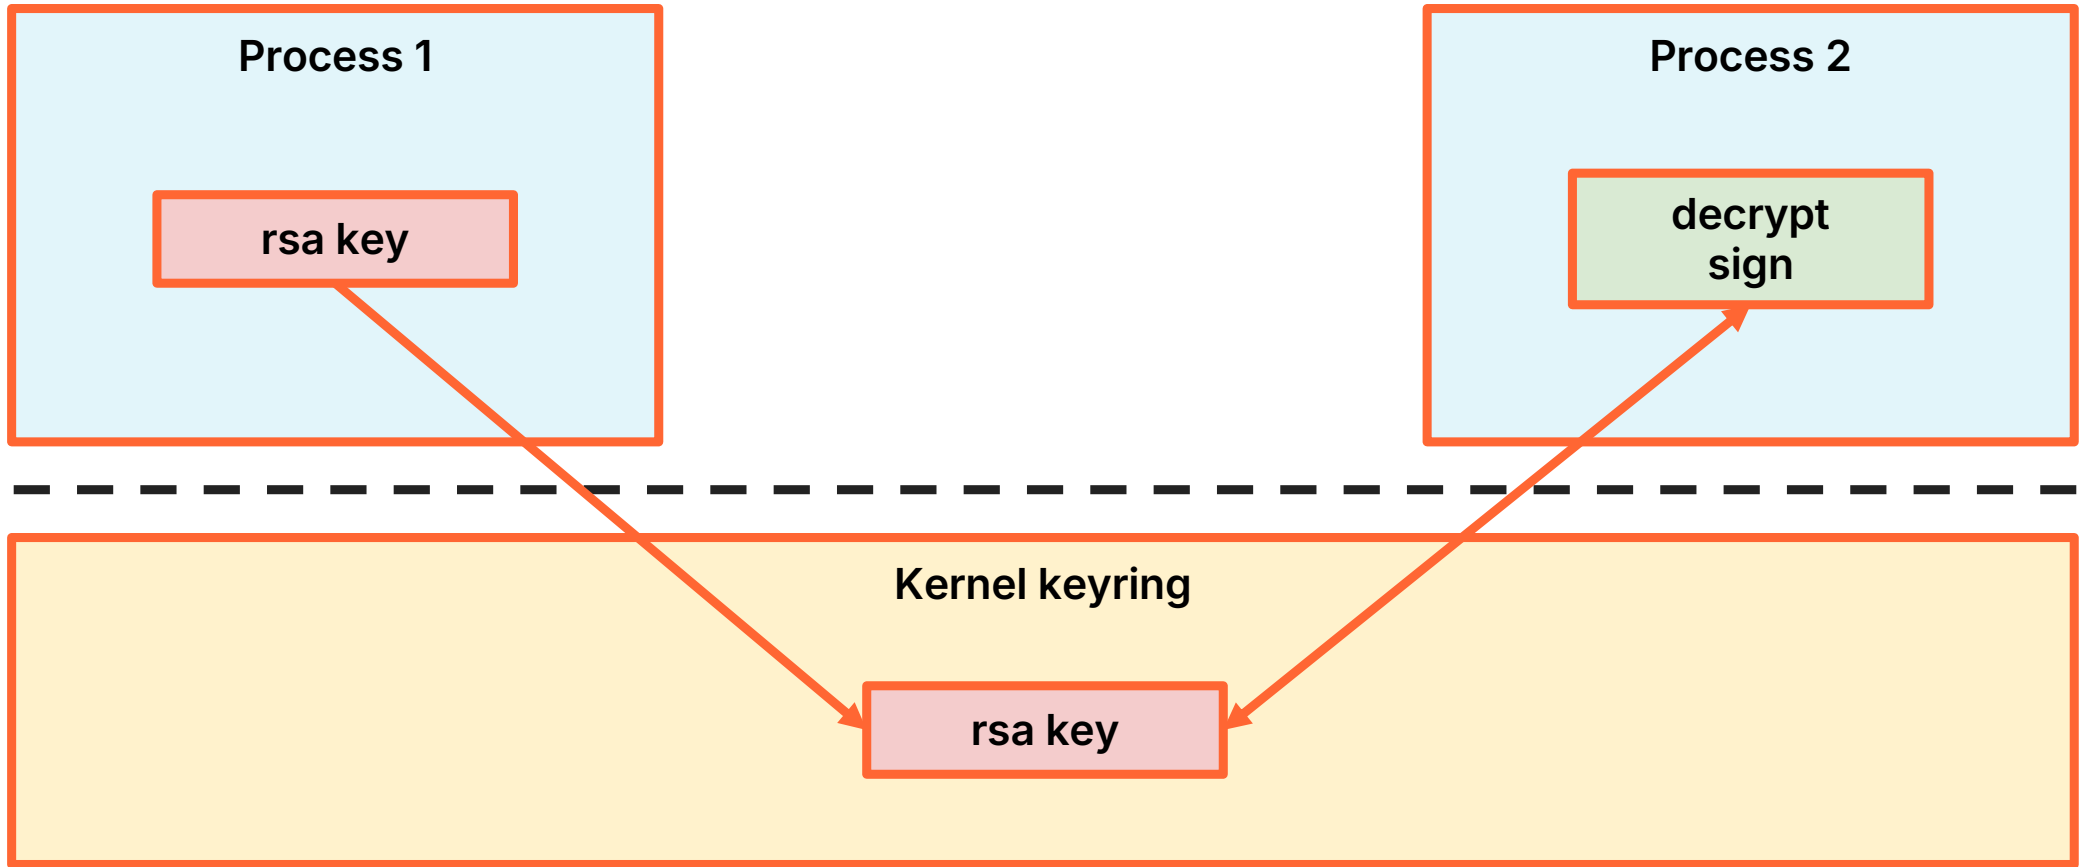 Process 1
Process 2
rsa key
decrypt
sign
Kernel keyring
rsa key